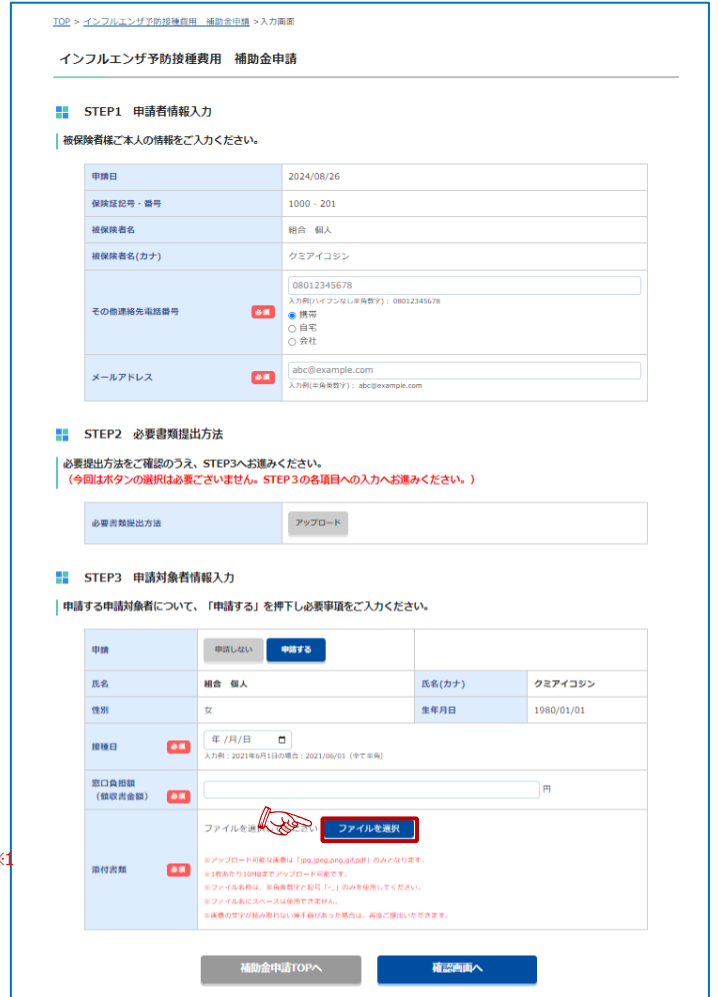 TOP > インフルエンザ予防接種費用　補助金申請 >入力画面
インフルエンザ予防接種費用　補助金申請
STEP1　申請者情報入力
被保険者様ご本人の情報をご入力ください。
申請日 2024/08/26
保険証記号・番号 1000 - 201
被保険者名 組合　個人
被保険者名(カナ) クミアイコジン
08012345678
入力例(ハイフンなし半角数字)： 08012345678
その他連絡先電話番号 必須 携帯
自宅
会社
メールアドレス 必須 abc@example.com
入力例(半角英数字)： abc@example.com
STEP2　必要書類提出方法
必要提出方法をご確認のうえ、STEP3へお進みください。
（今回はボタンの選択は必要ございません。STEP３の各項目への入力へお進みください。）
必要書類提出方法 アップロード
STEP3　申請対象者情報入力
申請する申請対象者について、「申請する」を押下し必要事項をご入力ください。
申請 申請しない 申請する
氏名 組合　個人 氏名(カナ) クミアイコジン
性別 女 生年月日 1980/01/01
接種日 必須 年 /月/日
入力例：2021年6月1日の場合：2021/06/01（全て半角）
窓口負担額
（領収書金額） 必須 円
ファイルを選択してください ファイルを選択
※1
添付書類 必須
※アップロード可能な画像は「jpg,jpeg,png,gif,pdf」のみとなります。
※1枚あたり10MBまでアップロード可能です。
※ファイル名称は、半角英数字と記号「-_」のみを使用してください。
※ファイル名にスペースは使用できません。
※画像の文字が読み取れない等不備があった場合は、再度ご提出いただきます。
補助金申請TOPへ 確認画面へ